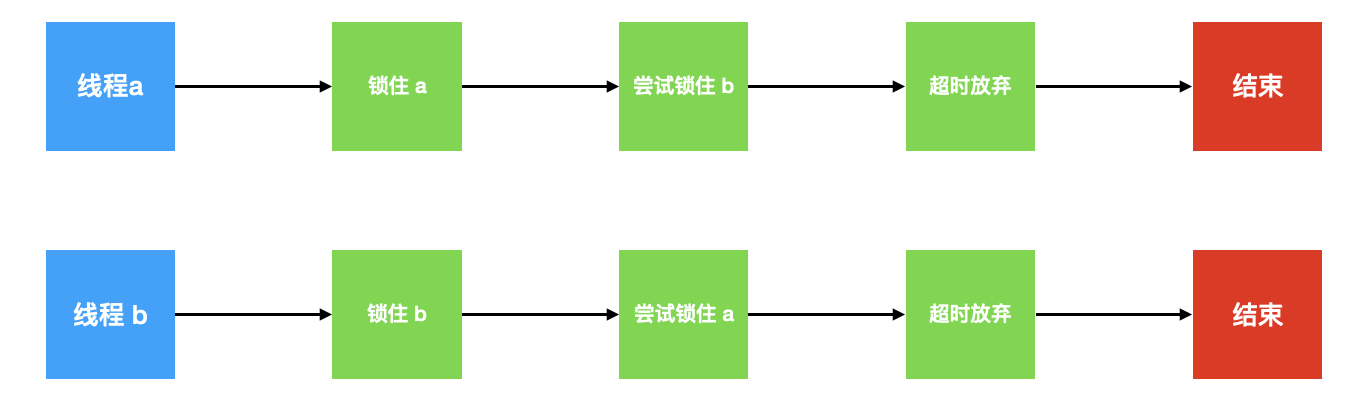 线程a
锁住 a
尝试锁住 b
超时放弃
结束
线程 b
锁住 b
尝试锁住 a
超时放弃
结束